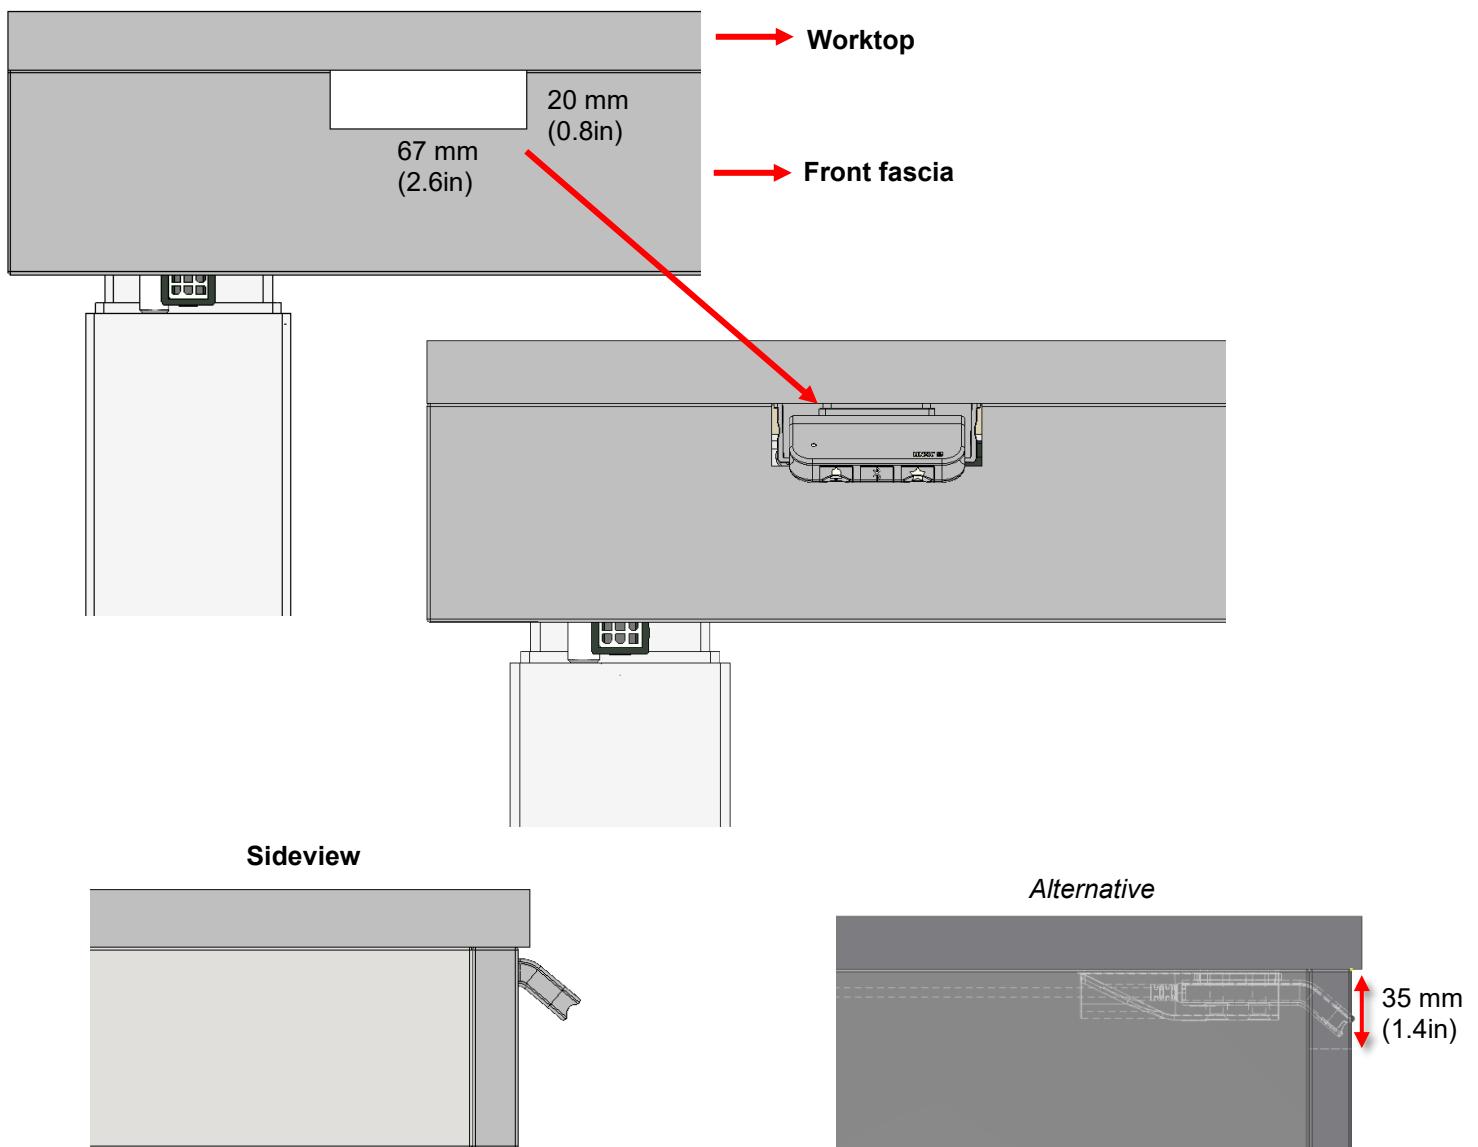 Worktop
20 mm
(0.8in)
67 mm
(2.6in)
Front fascia
Sideview
Alternative
35 mm
(1.4in)